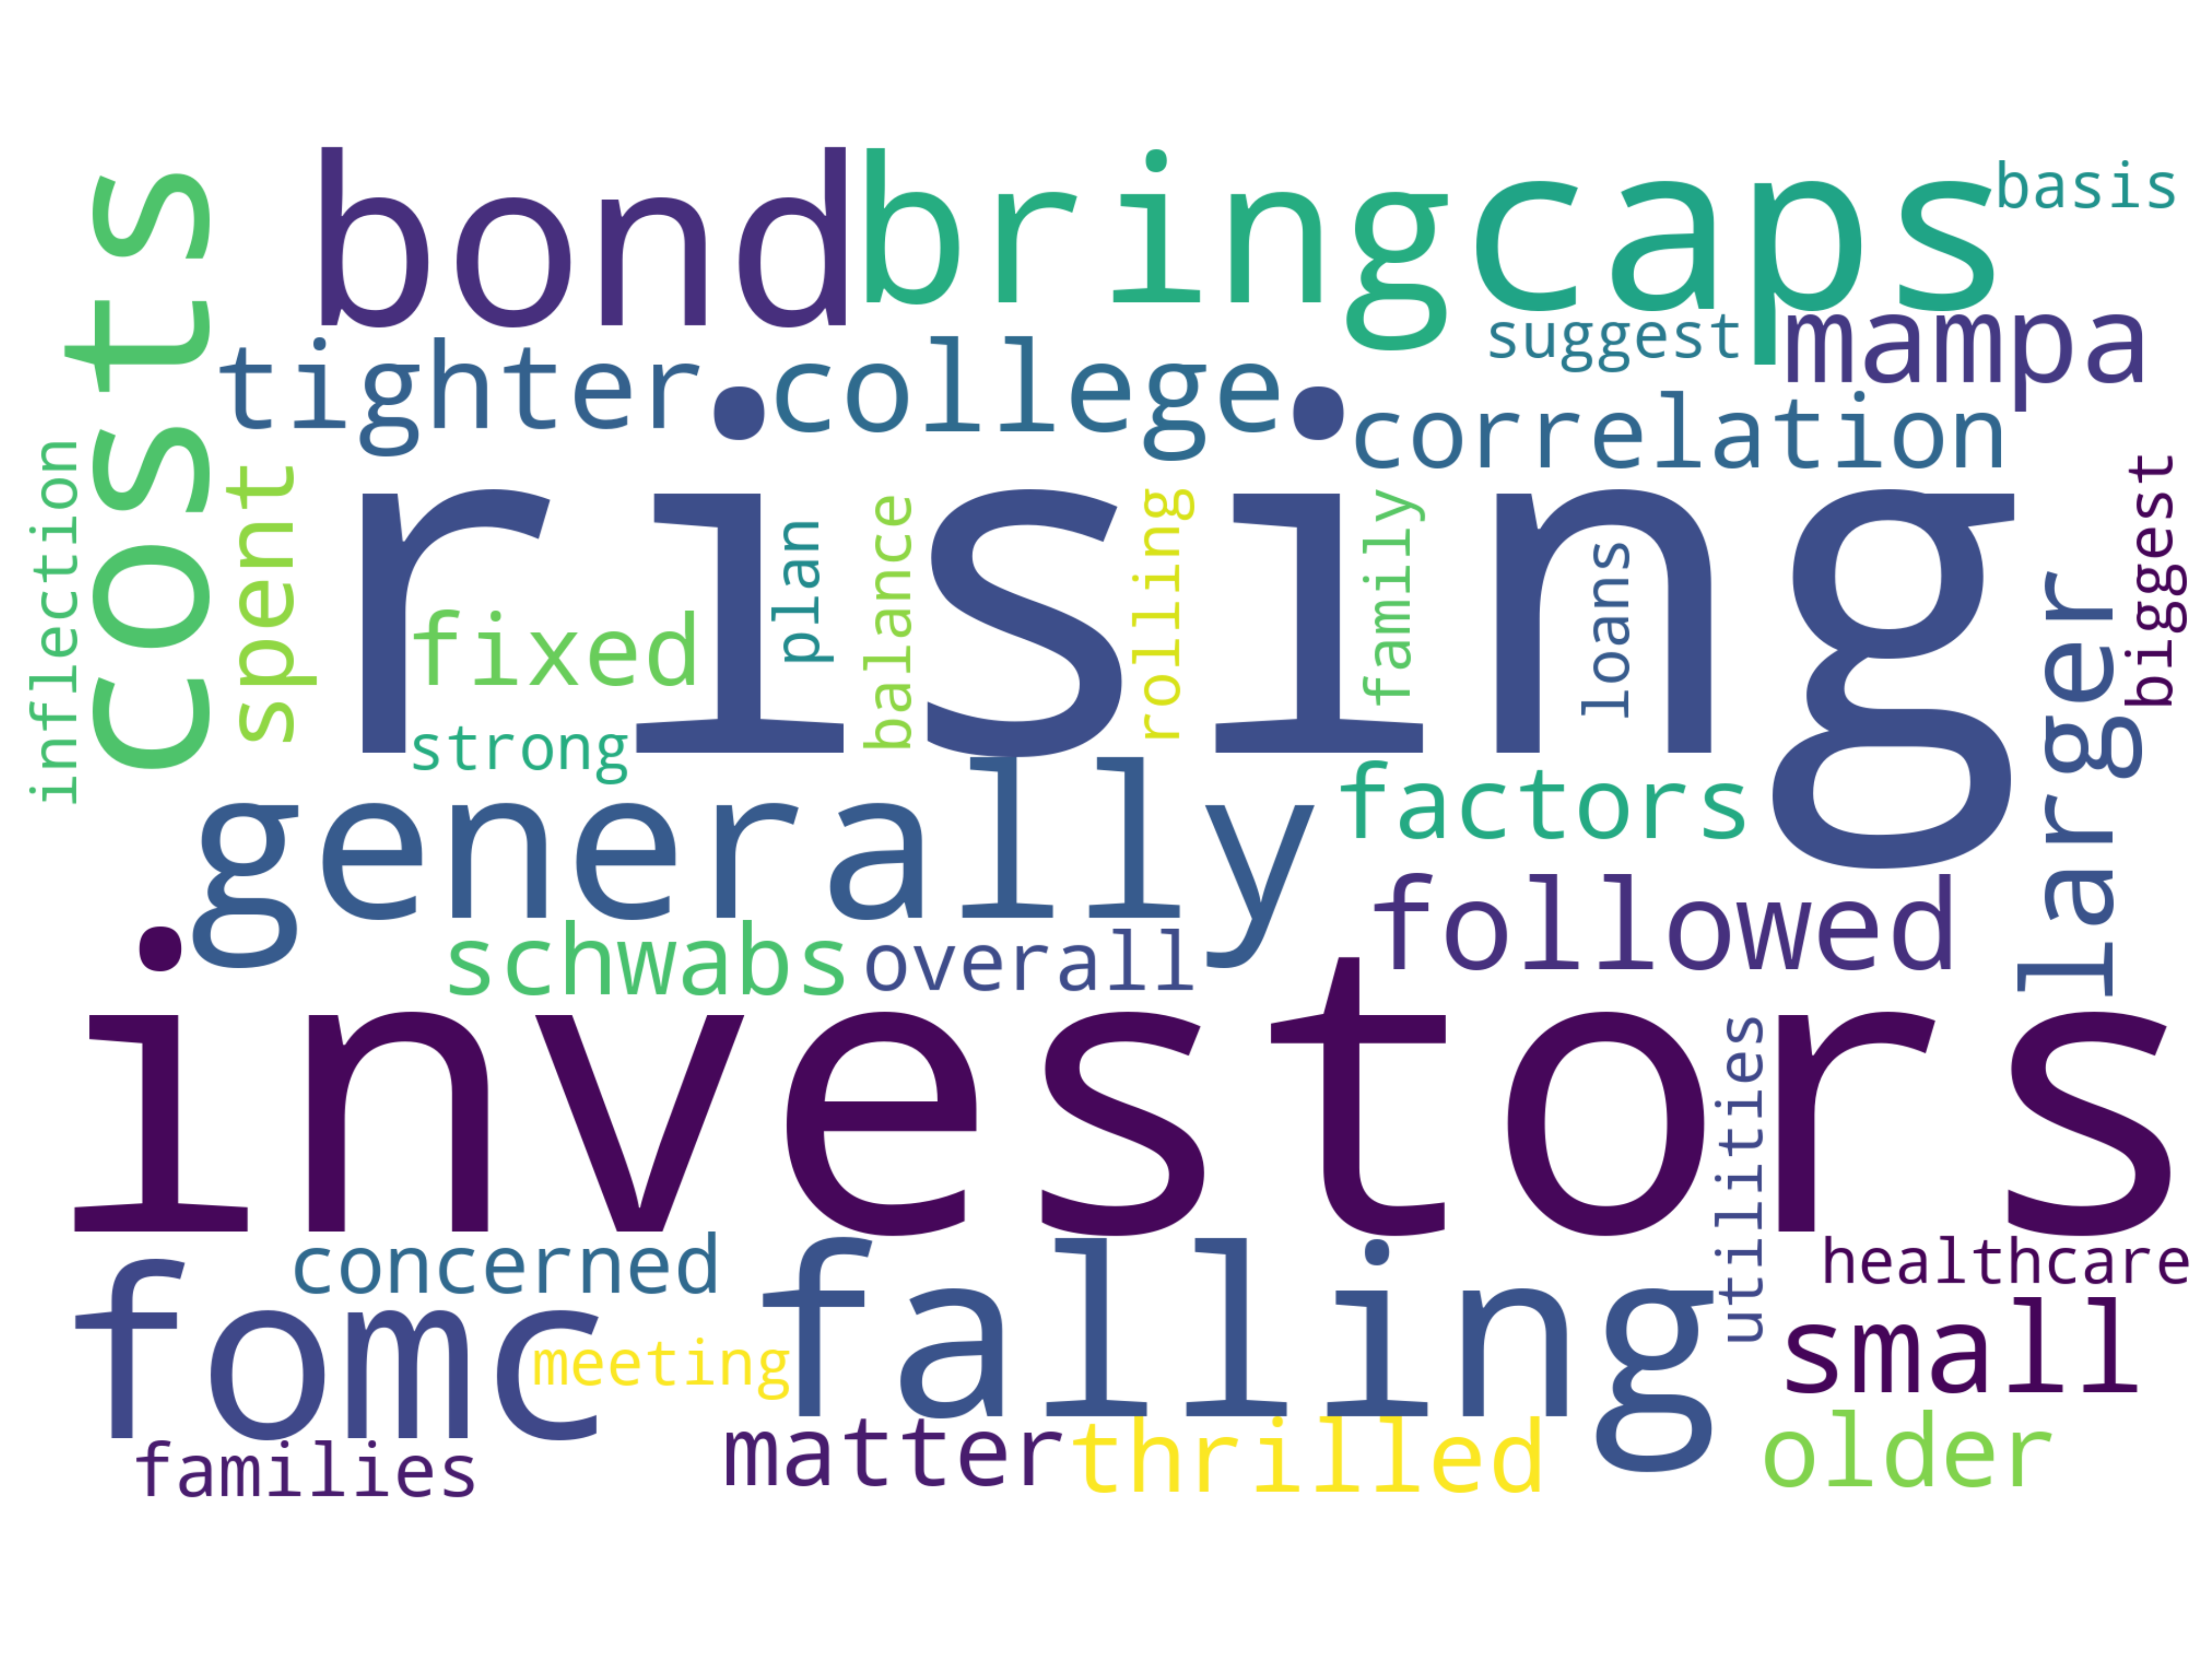 costs
bond
bring
caps
basis
suggest
mampa
tighter
college
correlation
inflection
spent
rising
biggest
larger
plan
balance
rolling
family
loans
fixed
strong
generally
factors
followed
schwabs
overall
investors
utilities
concerned
healthcare
fomc
falling
small
meeting
families
matter
thrilled
older